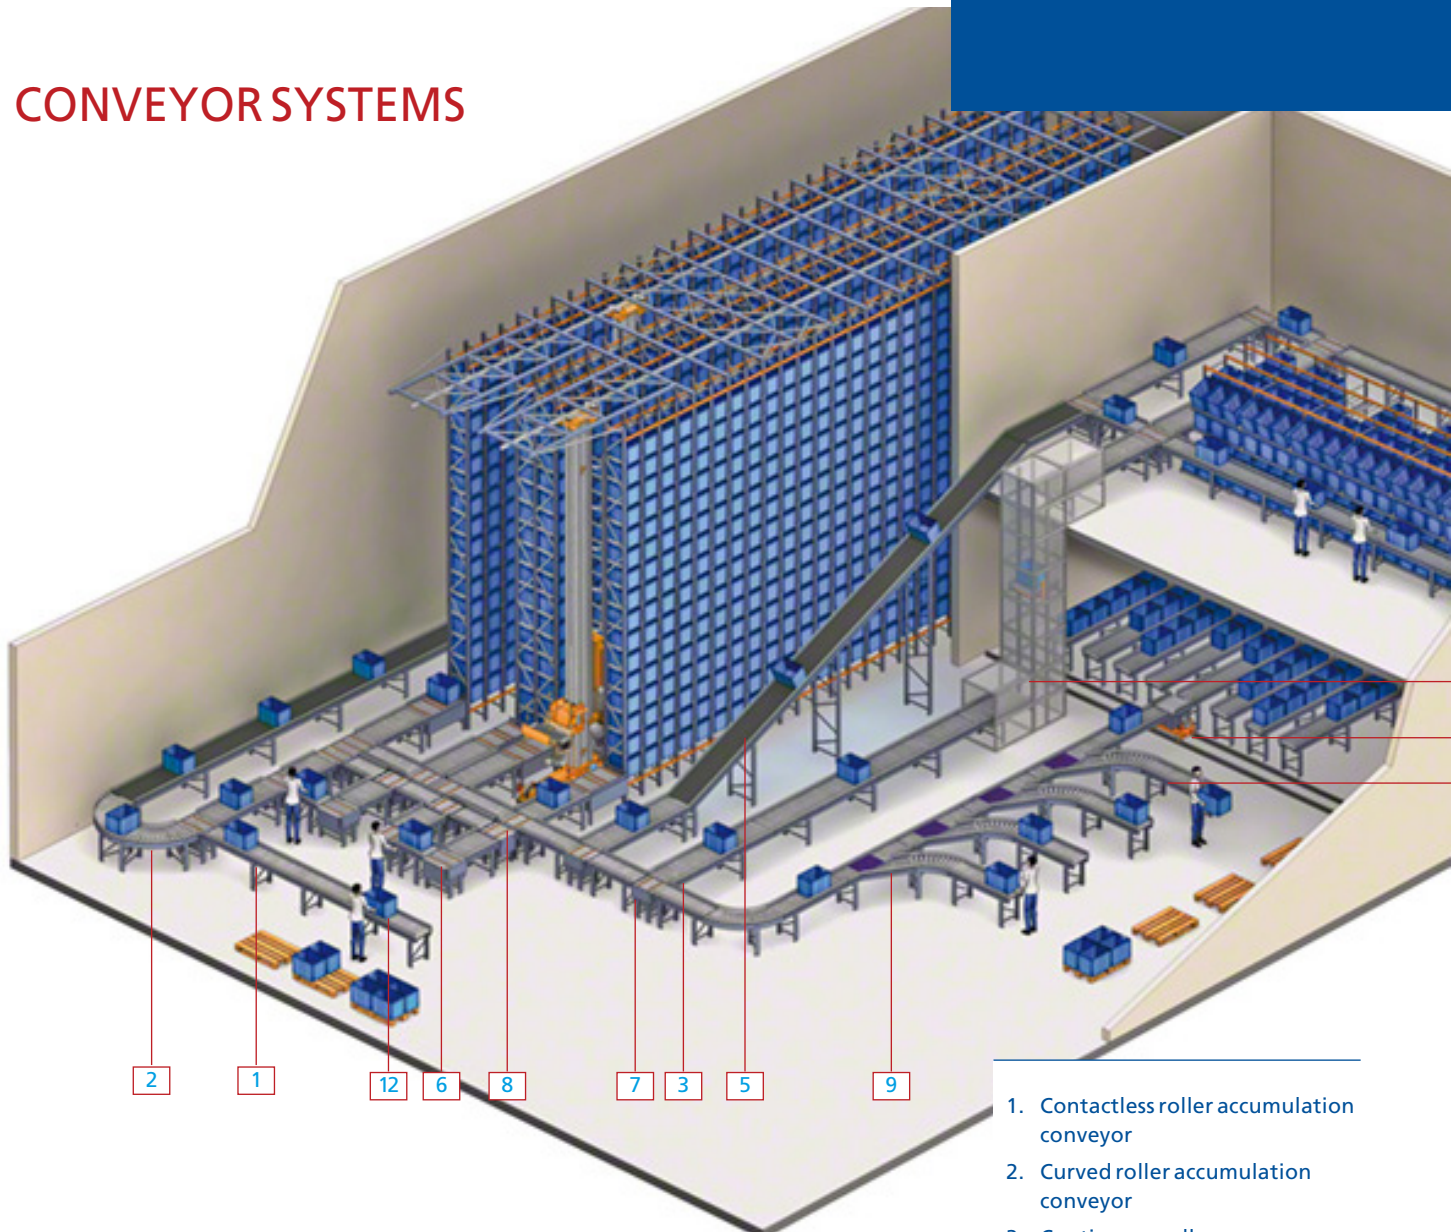 CONVEYOR SYSTEMS
2 1 12 6 8 7 3 5 9
1. Contactless roller accumulation
conveyor
2. Curved roller accumulation
conveyor